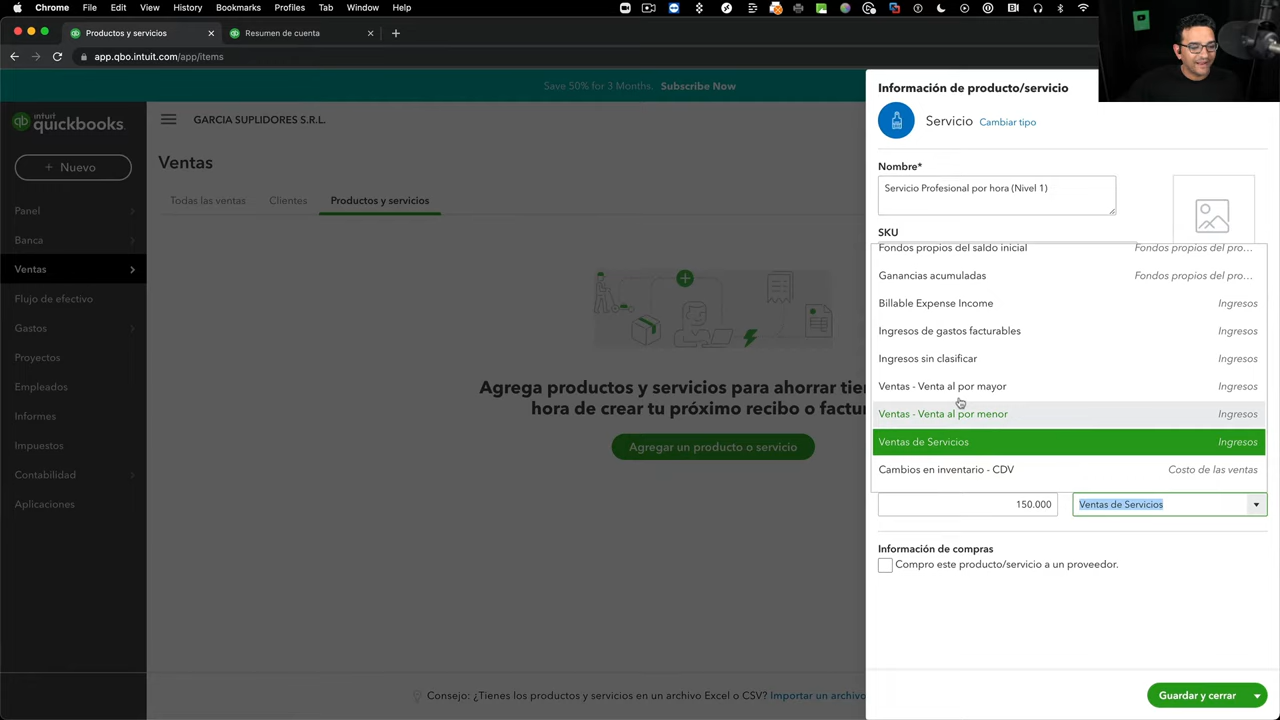 Chrome File Edit View History Bookmarks Profiles Tab Window Help
Productos y servicios
Resumen de cuenta
app.qbo.intuit.com/app/items
Save 50% for 3 Months. Subscribe Now
intuit
quickbooks.
GARCIA SUPLIDORES S.R.L.
+ Nuevo
Panel
Banca
Ventas
Flujo de efectivo
Gastos
Proyectos
Empleados
Informes
Impuestos
Contabilidad
Aplicaciones
Ventas
Todas las ventas
Clientes
Productos y servicios
Agrega productos y servicios para ahorrar tie
hora de crear tu próximo recibo o factu
Agregar un producto o servicio
Consejo: ¿Tienes los productos y servicios en un archivo Excel o CSV? Importar un archivo
Información de producto/servicio
Servicio Cambiar tipo
Nombre*
Servicio Profesional por hora (Nivel 1)
SKU
Fondos propios del saldo inicial Fondos propios del pro...
Ganancias acumuladas Fondos propios del pro...
Billable Expense Income Ingresos
Ingresos de gastos facturables Ingresos
Ingresos sin clasificar Ingresos
Ventas - Venta al por mayor Ingresos
Ventas - Venta al por menor Ingresos
Ventas de Servicios Ingresos
Cambios en inventario - CDV Costo de las ventas
150.000 Ventas de Servicios
Información de compras
Compro este producto/servicio a un proveedor.
Guardar y cerrar